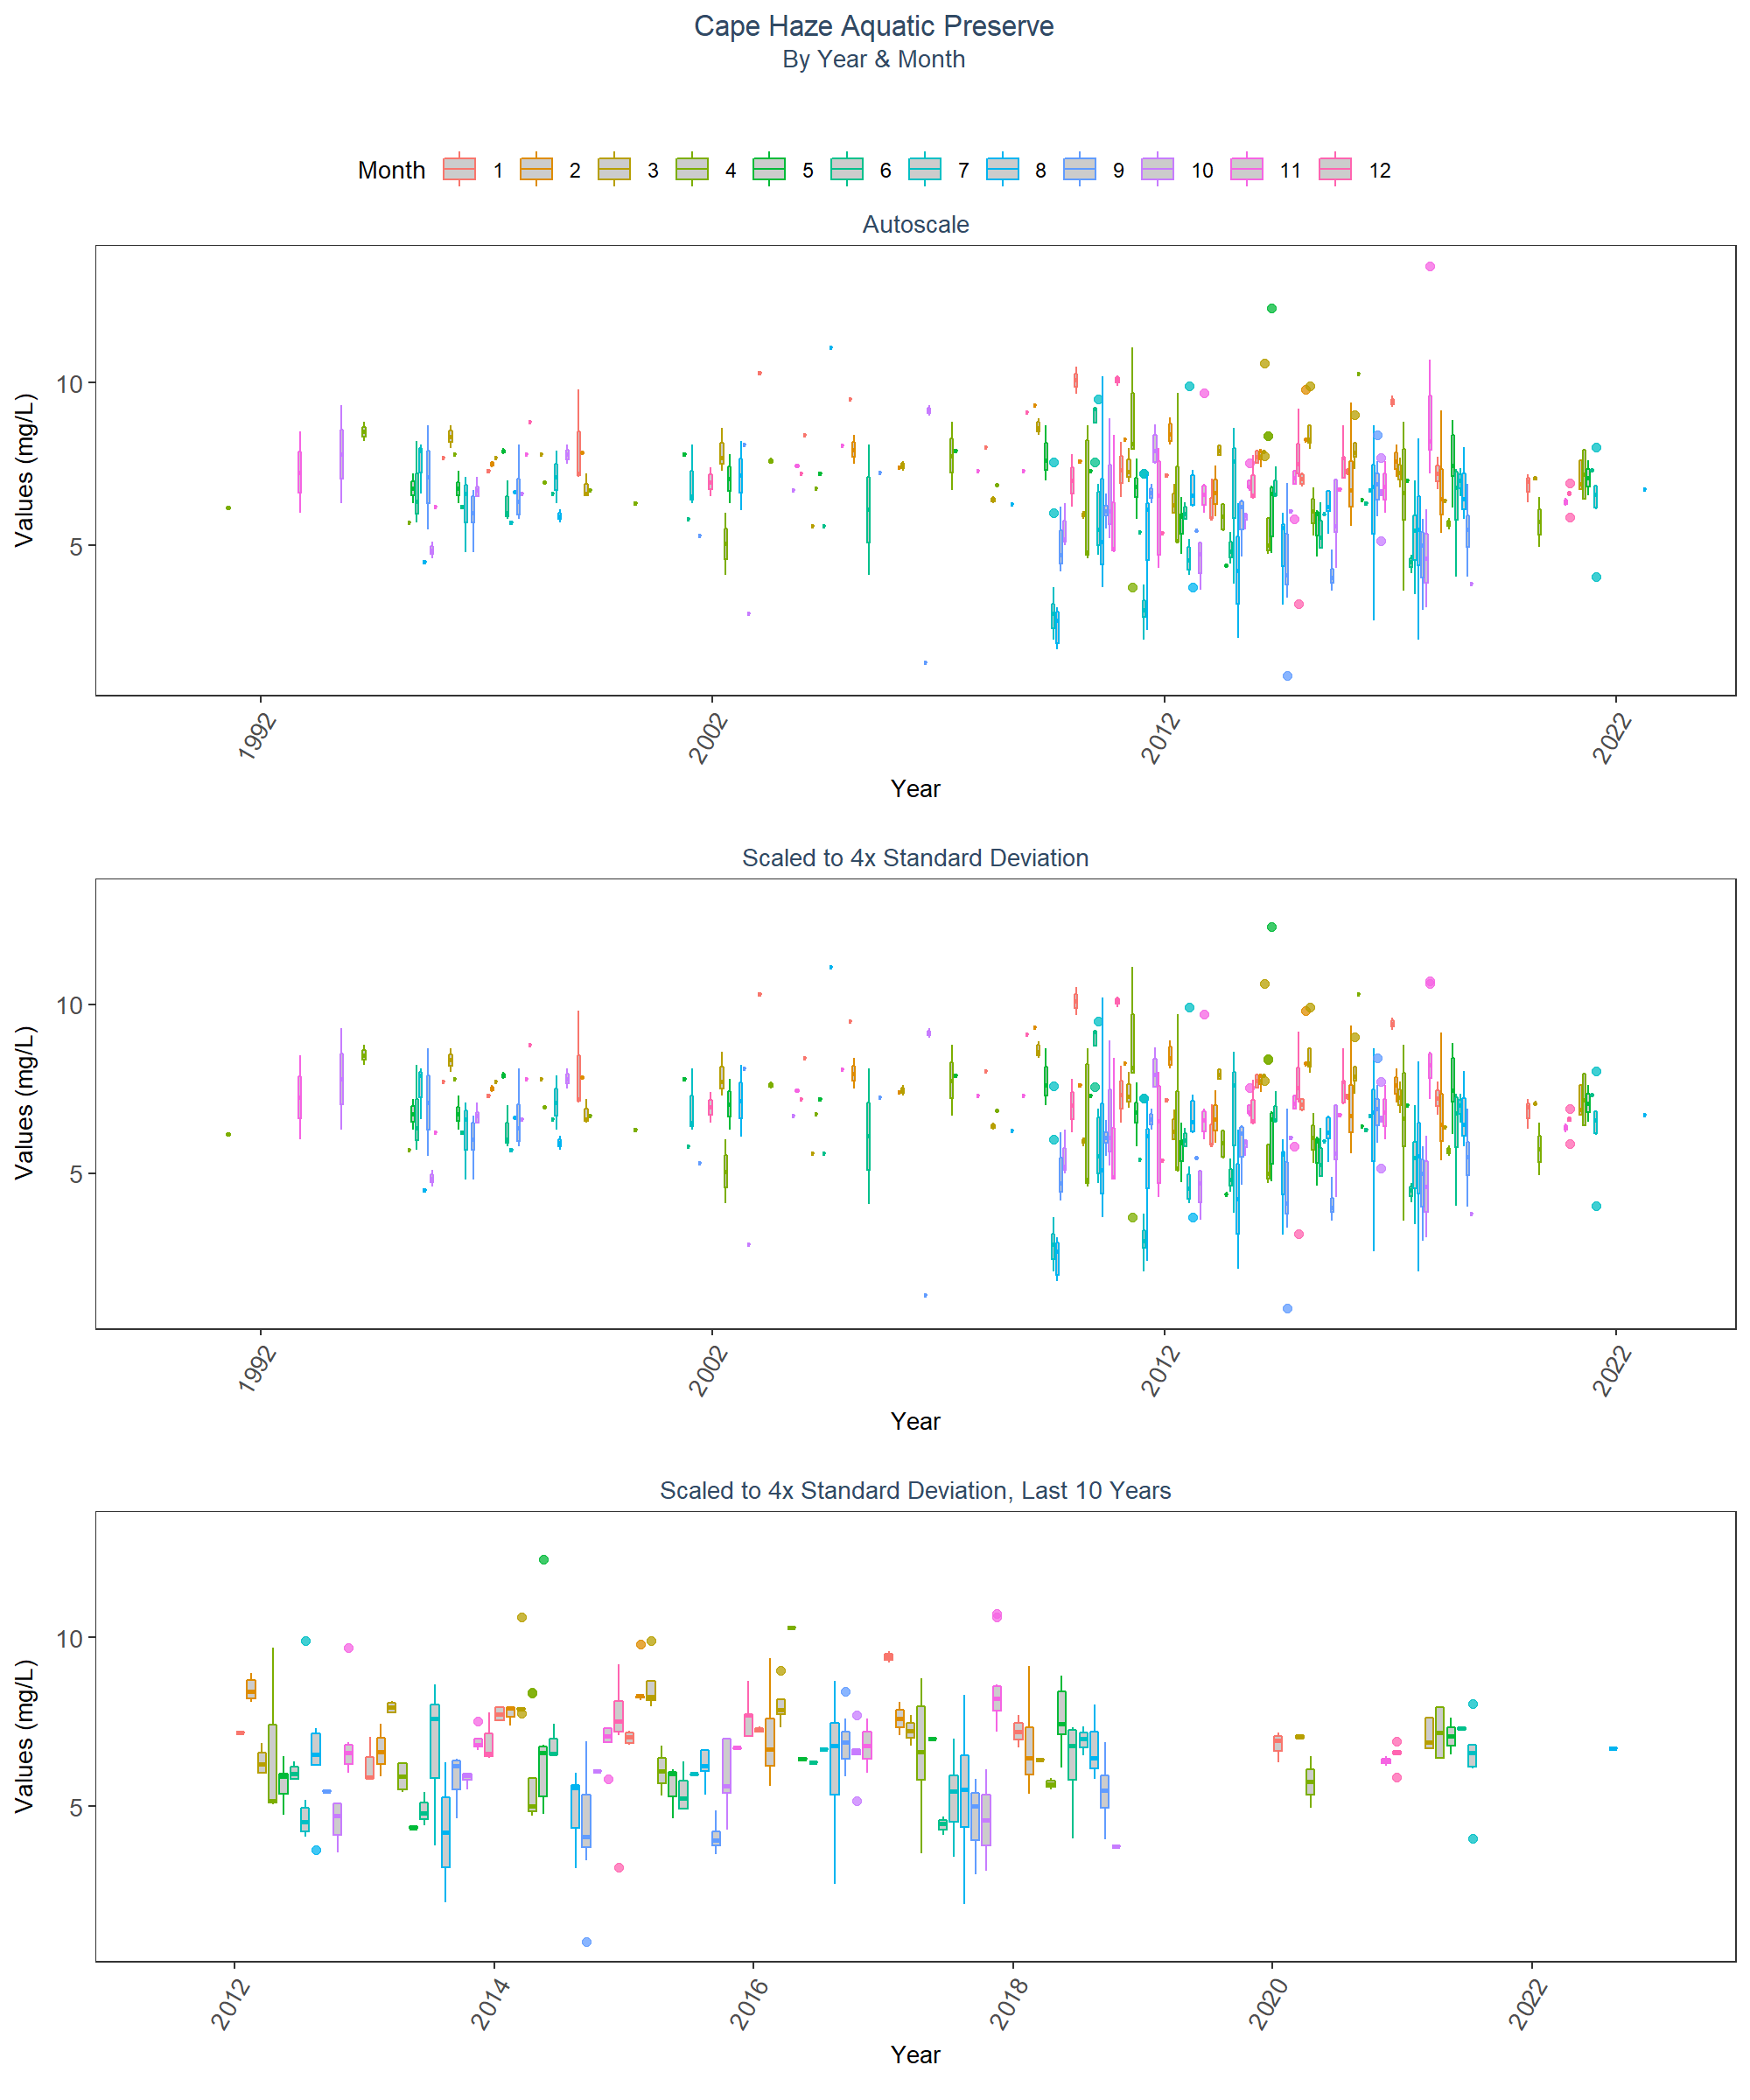 Cape Haze Aquatic Preserve
By Year & Month
Month 1 2 3 4 5 6 7 8 9 10 11 12
Autoscale
Values (mg/L)
10
5
1992 2002 2012 2022
Year
Scaled to 4x Standard Deviation
Values (mg/L)
10
5
1992 2002 2012 2022
Year
Scaled to 4x Standard Deviation, Last 10 Years
Values (mg/L)
10
5
2012 2014 2016 2018 2020 2022
Year